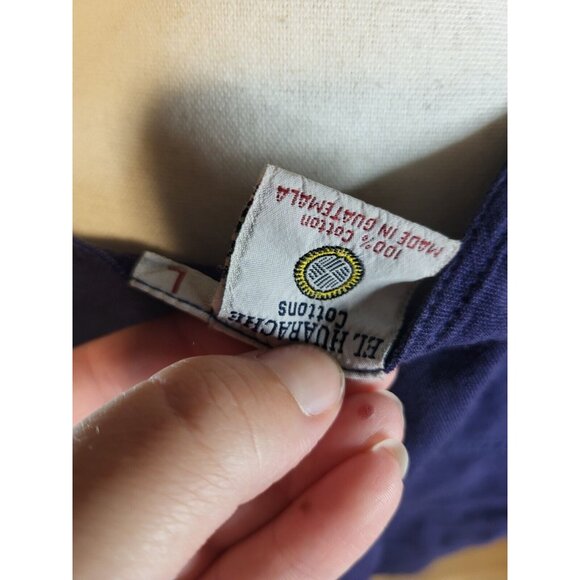 EL HUARACHE
Cottons
100% Cotton
MADE IN GUATEMALA
L